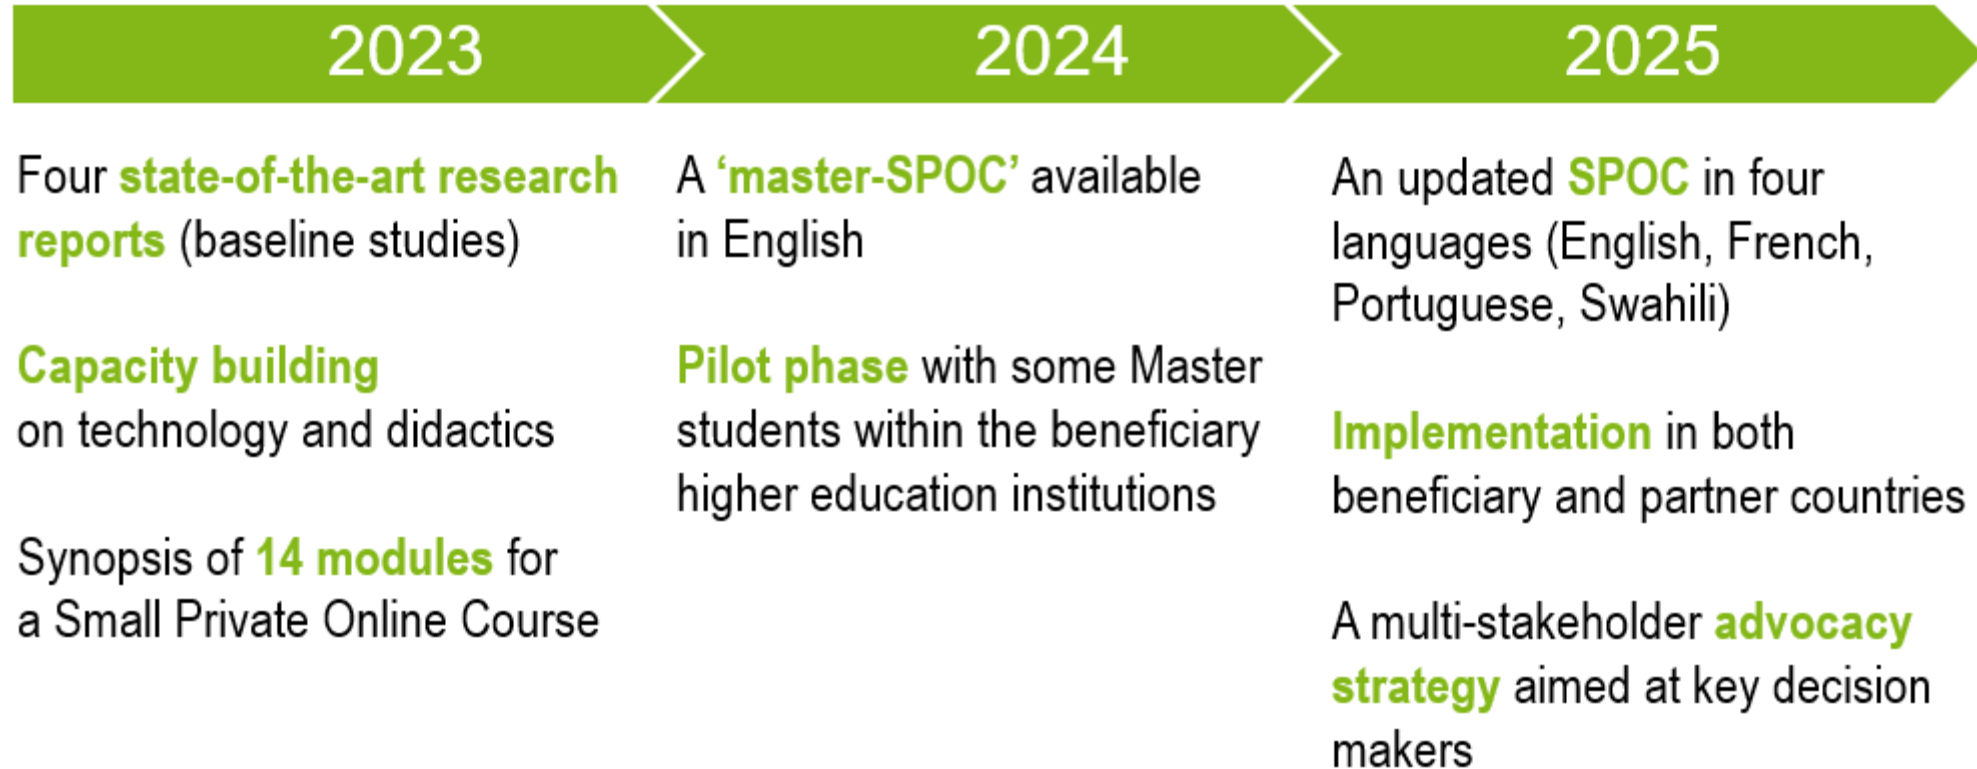 2023
2024
2025
Four state-of-the-art research
reports (baseline studies)
Capacity building
on technology and didactics
Synopsis of 14 modules for
a Small Private Online Course
A ‘master-SPOC’ available
in English
Pilot phase with some Master
students within the beneficiary
higher education institutions
An updated SPOC in four
languages (English, French,
Portuguese, Swahili)
Implementation in both
beneficiary and partner countries
A multi-stakeholder advocacy
strategy aimed at key decision
makers